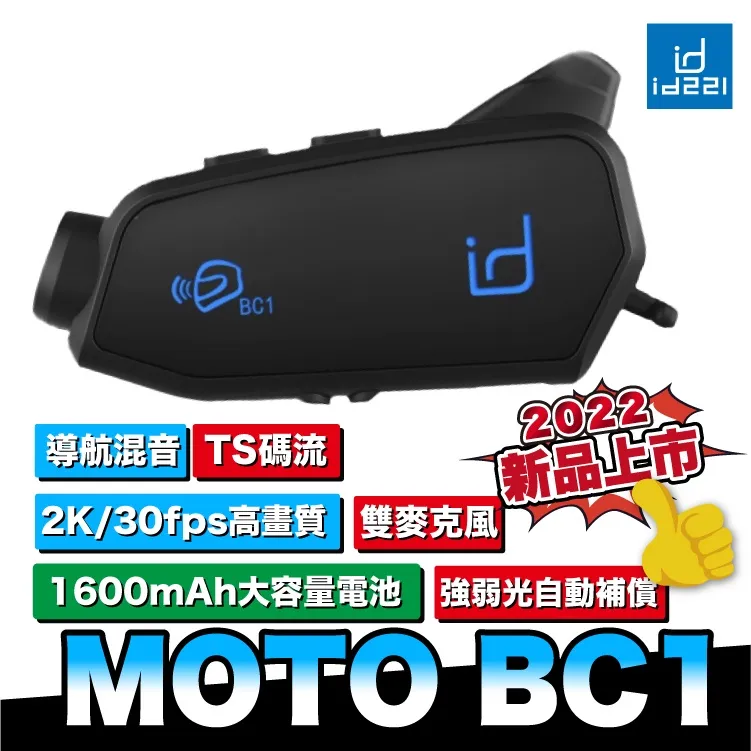 id
id221
id
BC1
2022
新品上市
導航混音
TS碼流
2K/30fps高畫質
雙麥克風
1600mAh大容量電池
強弱光自動補償
MOTO BC1